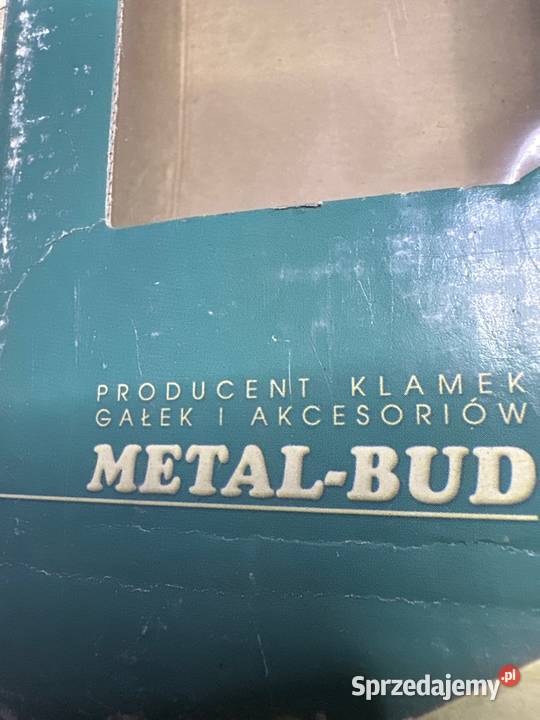 PRODUCENT KLAMEK
GAŁEK I AKCESORIÓW
METAL-BUD
Sprzedajemy.pl